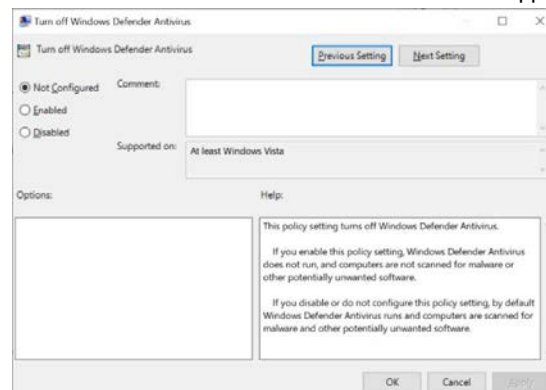 Turn off Windows Defender Antivirus
Turn off Windows Defender Antivirus
Previous Setting
Next Setting
Not Configured
Comment:
Enabled
Disabled
Supported on:
At least Windows Vista
Options:
Help:
This policy setting turns off Windows Defender Antivirus.
If you enable this policy setting, Windows Defender Antivirus
does not run, and computers are not scanned for malware or
other potentially unwanted software.
If you disable or do not configure this policy setting, by default
Windows Defender Antivirus runs and computers are scanned for
malware and other potentially unwanted software.
OK
Cancel
Apply